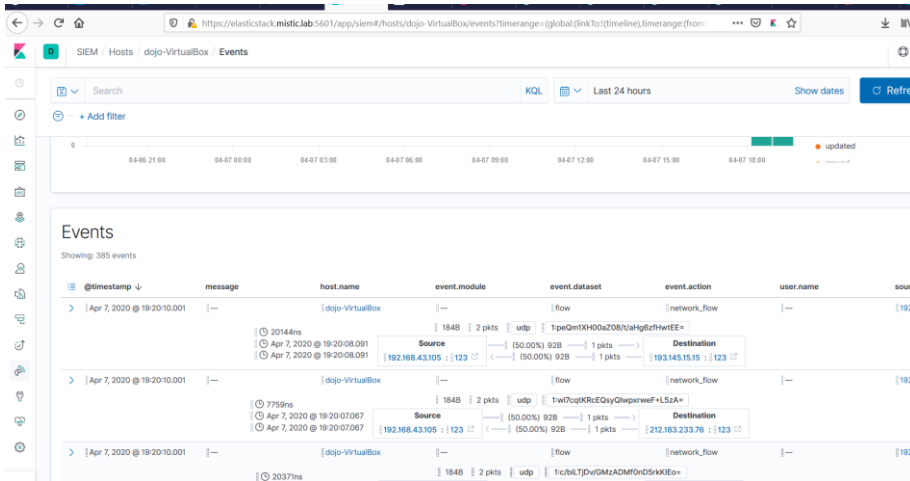 https://elasticstack.mistic.lab:5601/app/siem#/hosts/dojo-VirtualBox/events?timerange=(global:(linkTo:!(timeline),timerange:(from:
D SIEM / Hosts / dojo-VirtualBox / Events
Search KQL Last 24 hours Show dates Refre
+ Add filter
0
04-06 21:00 04-07 00:00 04-07 03:00 04-07 06:00 04-07 09:00 04-07 12:00 04-07 15:00 04-07 18:00
updated
Events
Showing: 385 events
@timestamp ↓ message host.name event.module event.dataset event.action user.name sour
Apr 7, 2020 @ 19:20:10.001 — dojo-VirtualBox — flow network_flow — 192
184B 2 pkts udp 1:peQm1XH00aZ08/t/aHg6zfHwtEE=
20144ns
Apr 7, 2020 @ 19:20:08.091
Apr 7, 2020 @ 19:20:08.091
Source (50.00%) 92B 1 pkts Destination
192.168.43.105 : 123 (50.00%) 92B 1 pkts 193.145.15.15 : 123
Apr 7, 2020 @ 19:20:10.001 — dojo-VirtualBox — flow network_flow — 192
184B 2 pkts udp 1:wI7cqtKRcEQsyQlwpxrweF+L5zA=
7759ns
Apr 7, 2020 @ 19:20:07.067
Apr 7, 2020 @ 19:20:07.067
Source (50.00%) 92B 1 pkts Destination
192.168.43.105 : 123 (50.00%) 92B 1 pkts 212.183.233.76 : 123
Apr 7, 2020 @ 19:20:10.001 — dojo-VirtualBox — flow network_flow — 192
184B 2 pkts udp 1:c/biLTjDv/GMzADMf0nD5rkKIEo=
20371ns